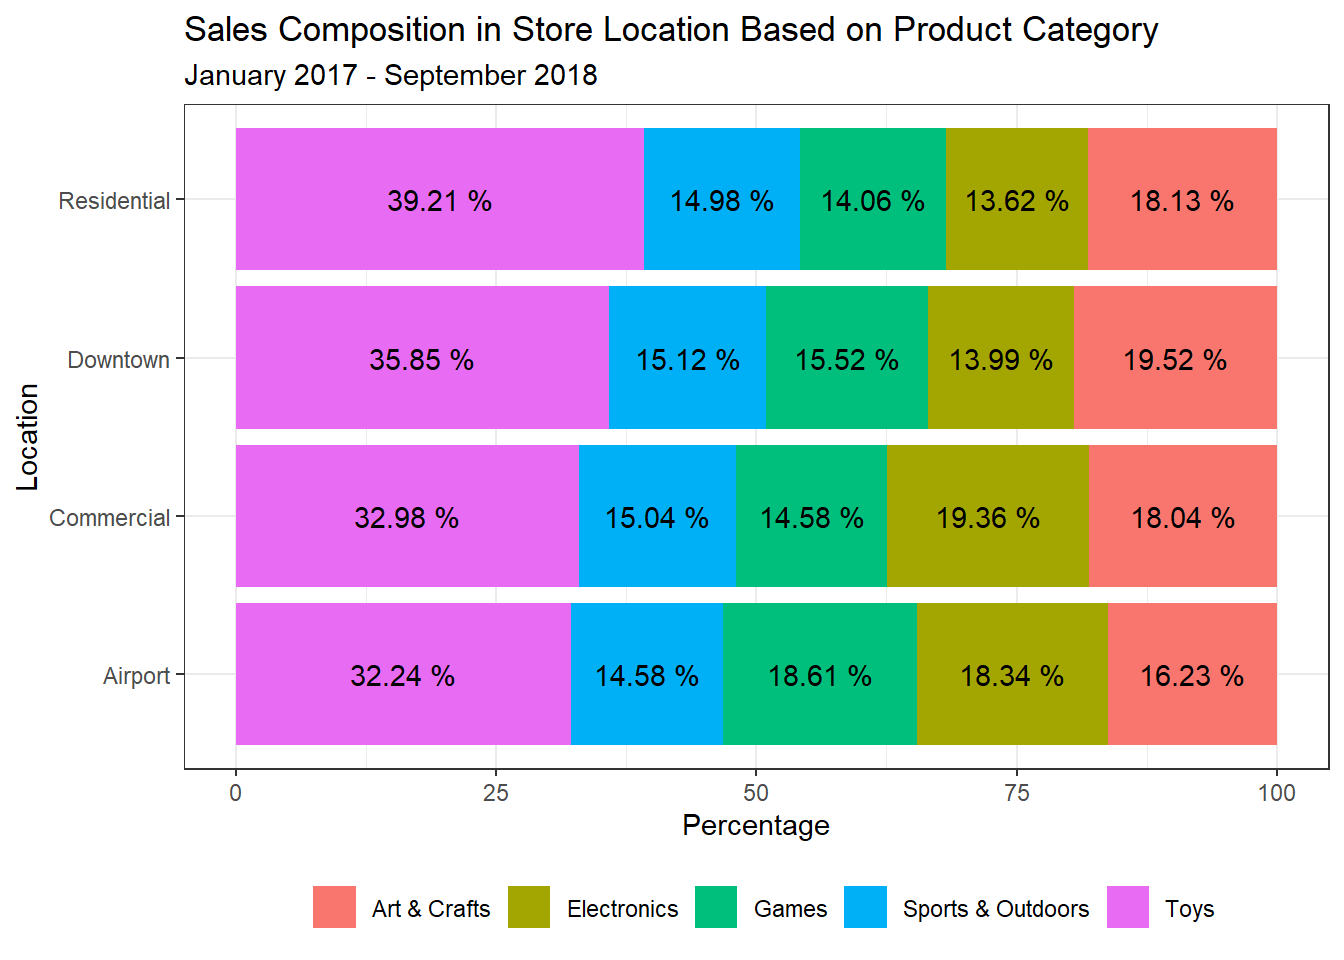 Sales Composition in Store Location Based on Product Category
January 2017 - September 2018
Location
Residential
39.21 %
14.98 %
14.06 %
13.62 %
18.13 %
Downtown
35.85 %
15.12 %
15.52 %
13.99 %
19.52 %
Commercial
32.98 %
15.04 %
14.58 %
19.36 %
18.04 %
Airport
32.24 %
14.58 %
18.61 %
18.34 %
16.23 %
0
25
50
75
100
Percentage
Art & Crafts
Electronics
Games
Sports & Outdoors
Toys